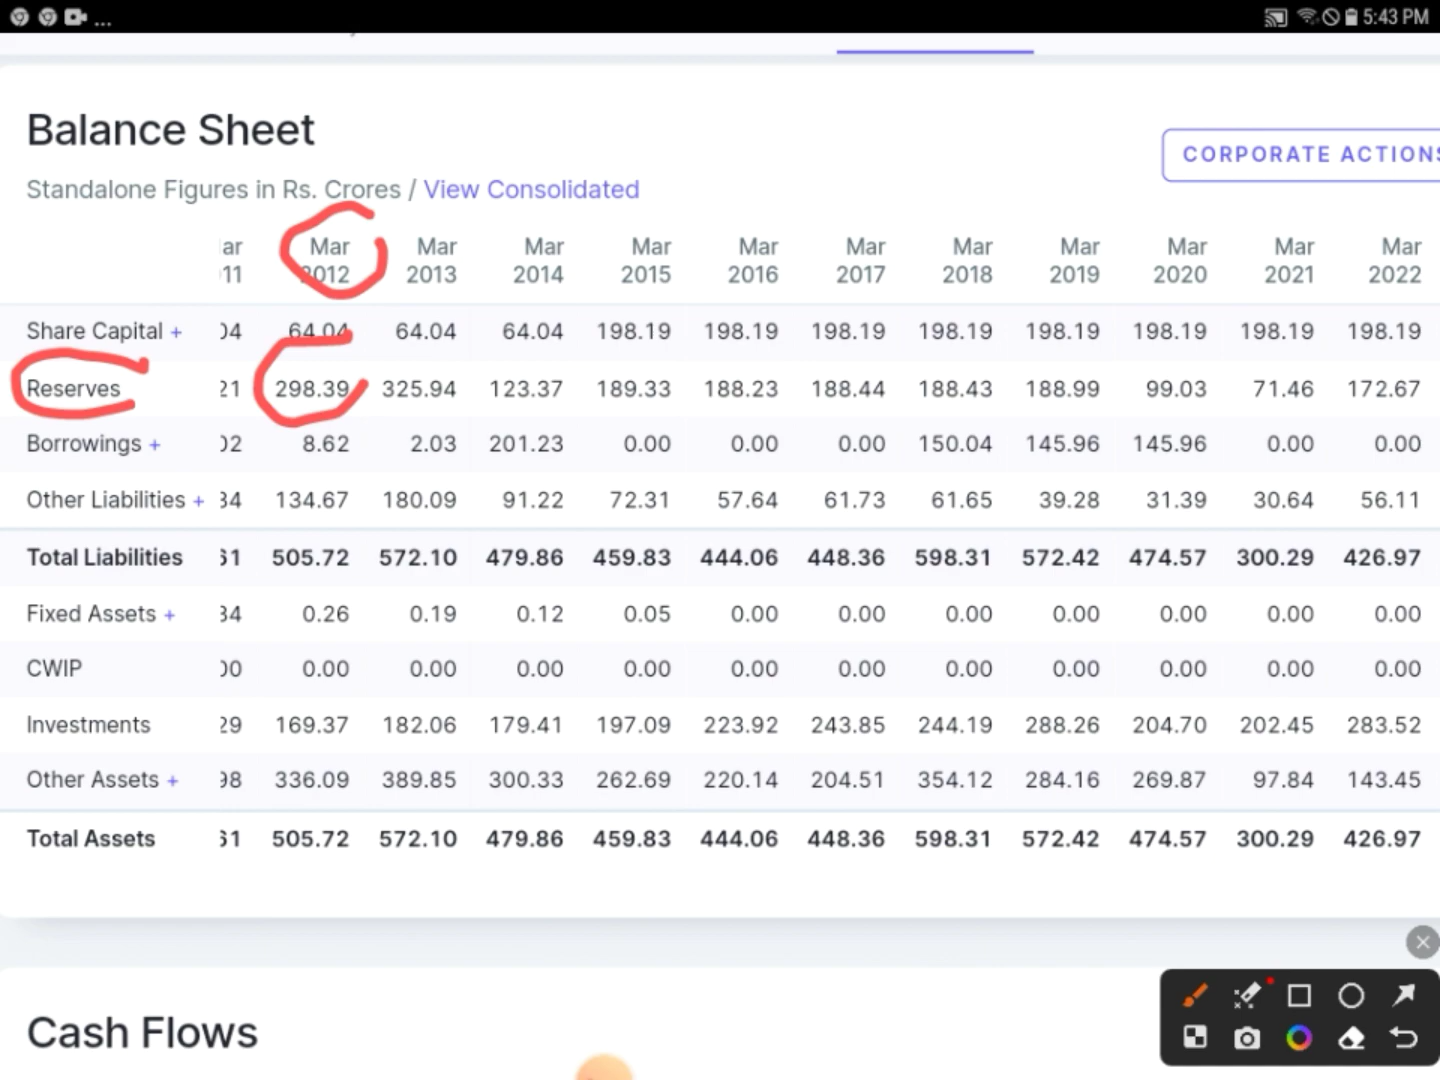 ... 5:43 PM
Balance Sheet
CORPORATE ACTIONS
Standalone Figures in Rs. Crores / View Consolidated
ar Mar Mar Mar Mar Mar Mar Mar Mar Mar Mar Mar
11 2012 2013 2014 2015 2016 2017 2018 2019 2020 2021 2022
Share Capital + 04 64.04 64.04 64.04 198.19 198.19 198.19 198.19 198.19 198.19 198.19 198.19
Reserves 21 298.39 325.94 123.37 189.33 188.23 188.44 188.43 188.99 99.03 71.46 172.67
Borrowings + 02 8.62 2.03 201.23 0.00 0.00 0.00 150.04 145.96 145.96 0.00 0.00
Other Liabilities + 34 134.67 180.09 91.22 72.31 57.64 61.73 61.65 39.28 31.39 30.64 56.11
Total Liabilities 61 505.72 572.10 479.86 459.83 444.06 448.36 598.31 572.42 474.57 300.29 426.97
Fixed Assets + 34 0.26 0.19 0.12 0.05 0.00 0.00 0.00 0.00 0.00 0.00 0.00
CWIP 00 0.00 0.00 0.00 0.00 0.00 0.00 0.00 0.00 0.00 0.00 0.00
Investments 29 169.37 182.06 179.41 197.09 223.92 243.85 244.19 288.26 204.70 202.45 283.52
Other Assets + 98 336.09 389.85 300.33 262.69 220.14 204.51 354.12 284.16 269.87 97.84 143.45
Total Assets 61 505.72 572.10 479.86 459.83 444.06 448.36 598.31 572.42 474.57 300.29 426.97
Cash Flows